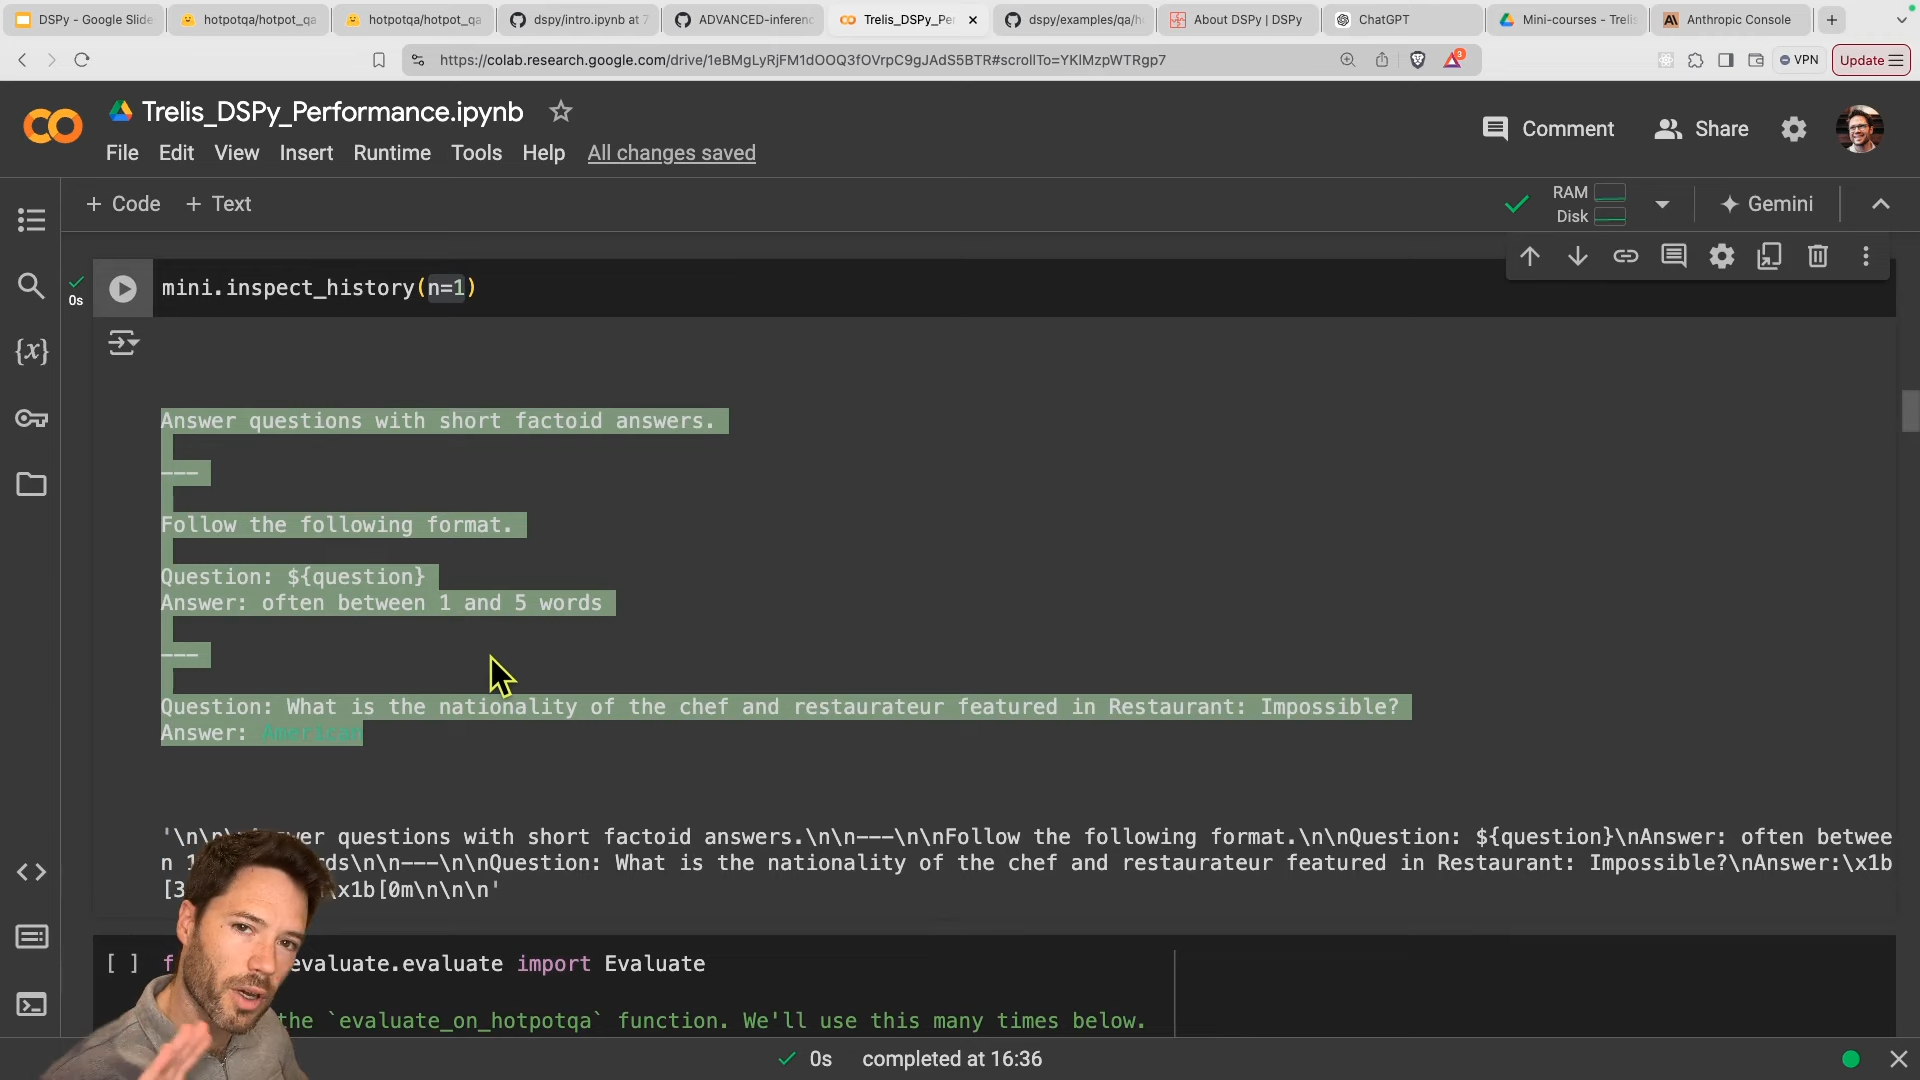 DSPy - Google Slide
hotpotqa/hotpot_qa
hotpotqa/hotpot_qa
dspy/intro.ipynb at 7
ADVANCED-inferenc
Trelis_DSPy_Pe
dspy/examples/qa/h
About DSPy | DSPy
ChatGPT
Mini-courses - Trelis
Anthropic Console
https://colab.research.google.com/drive/1eBMgLyRjFM1dOOQ3fOVrpC9gJAdS5BTR#scrollTo=YKlMzpWTRgp7
3
VPN
Update
Trelis_DSPy_Performance.ipynb
File Edit View Insert Runtime Tools Help All changes saved
Comment
Share
+ Code + Text
RAM
Disk
Gemini
0s
mini.inspect_history(n=1)
Answer questions with short factoid answers.
---
Follow the following format.
Question: ${question}
Answer: often between 1 and 5 words
---
Question: What is the nationality of the chef and restaurateur featured in Restaurant: Impossible?
Answer: American
'\n\n\ wer questions with short factoid answers.\n\n---\n\nFollow the following format.\n\nQuestion: ${question}\nAnswer: often betwee
n 1 ds\n\n---\n\nQuestion: What is the nationality of the chef and restaurateur featured in Restaurant: Impossible?\nAnswer:\x1b
[3 \x1b[0m\n\n\n'
[ ] f evaluate.evaluate import Evaluate
the `evaluate_on_hotpotqa` function. We'll use this many times below.
0s completed at 16:36